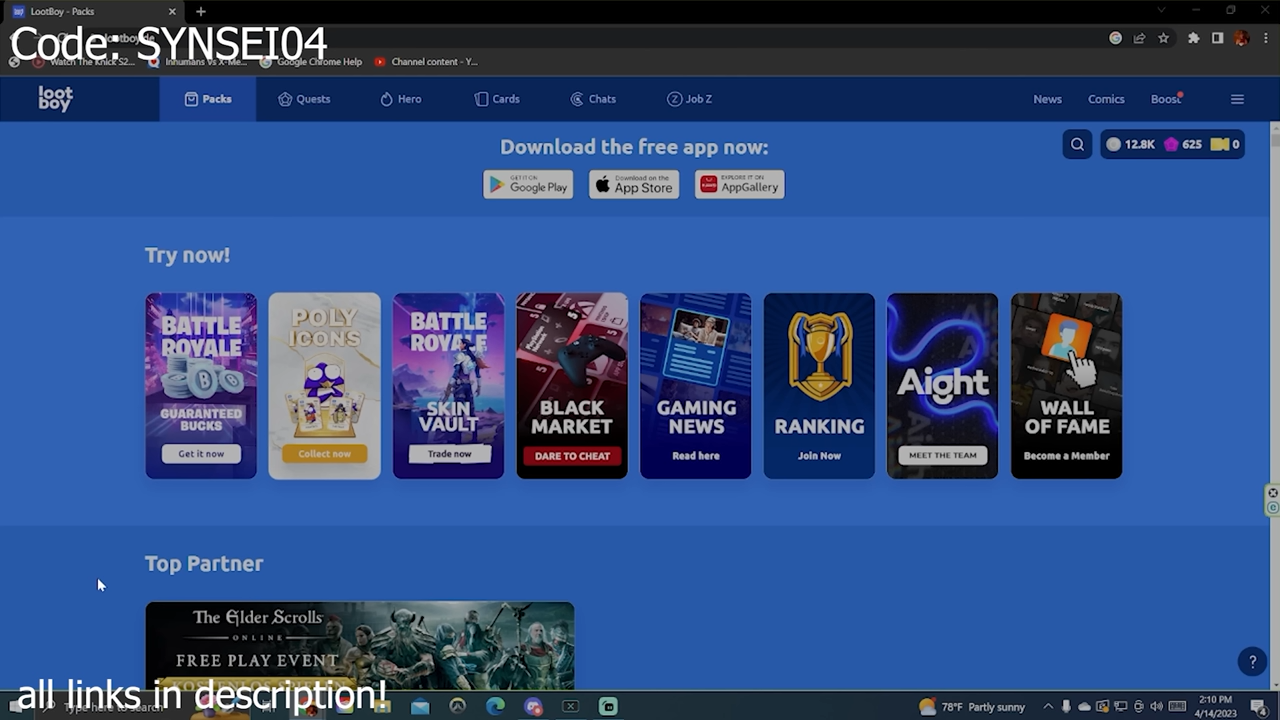 LootBoy - Packs
Code: SYNSEI04
Watch The Knick S2...
Inhumans Vs X-Me...
Google Chrome Help
Channel content - Y...
loot boy
Packs
Quests
Hero
Cards
Chats
Job Z
News
Comics
Boost
Download the free app now:
12.8K
625
0
GET IT ON
Google Play
Download on the
App Store
EXPLORE IT ON
AppGallery
Try now!
BATTLE
ROYALE
GUARANTEED
BUCKS
Get it now
POLY
ICONS
Collect now
BATTLE
ROYALE
SKIN
VAULT
Trade now
BLACK
MARKET
DARE TO CHEAT
GAMING
NEWS
Read here
RANKING
Join Now
Aight
MEET THE TEAM
WALL
OF FAME
Become a Member
Top Partner
The Elder Scrolls
ONLINE
FREE PLAY EVENT
all links in description!
Type here to search
78°F Partly sunny
2:10 PM
4/14/2023